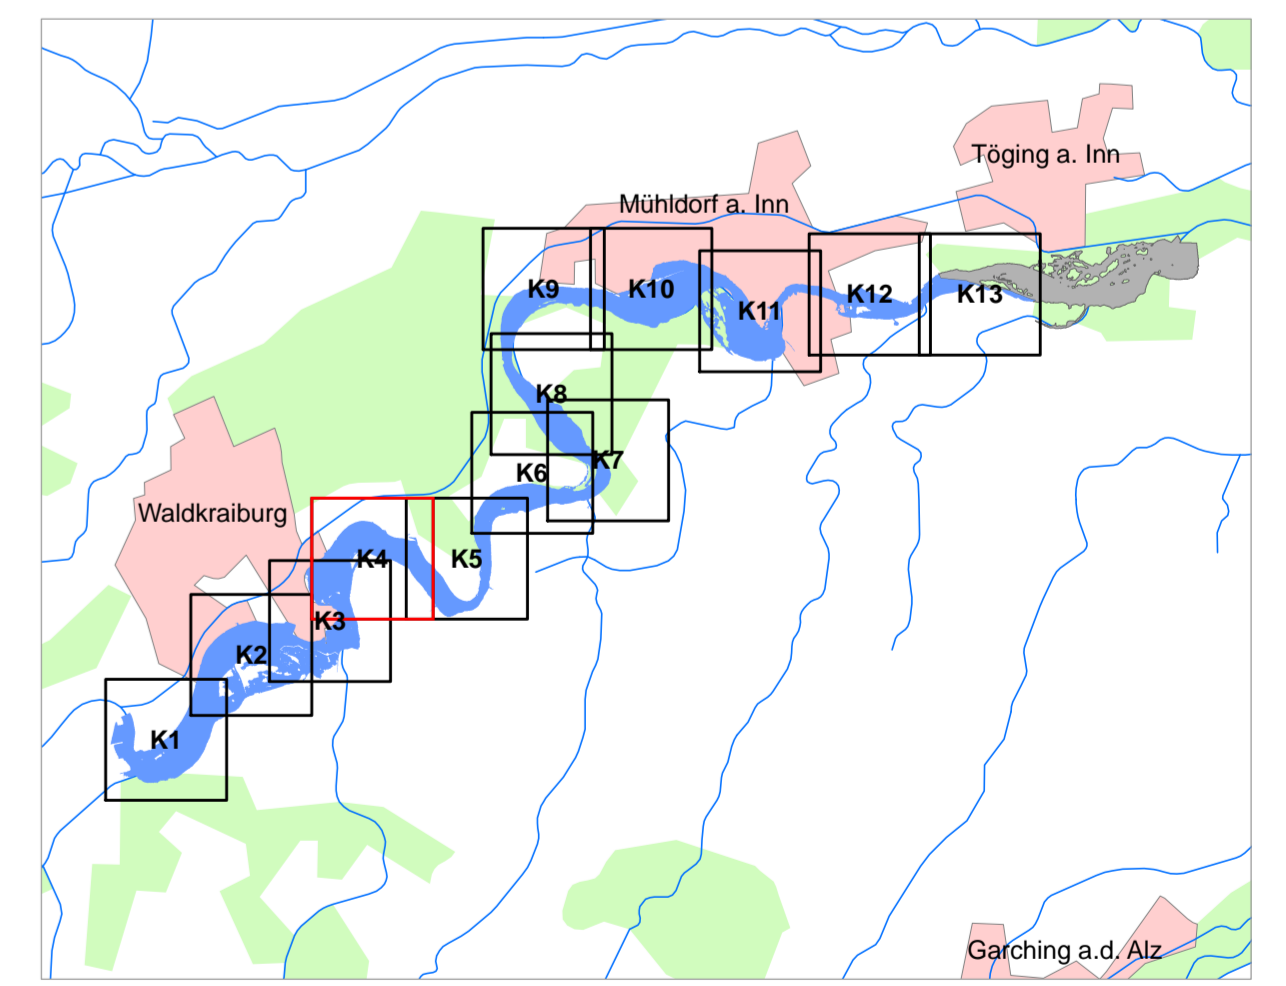 Töging a. Inn
Mühldorf a. Inn
K9
K10
K11
K12
K13
K8
K7
K6
Waldkraiburg
K4
K5
K3
K2
K1
Garching a.d. Alz